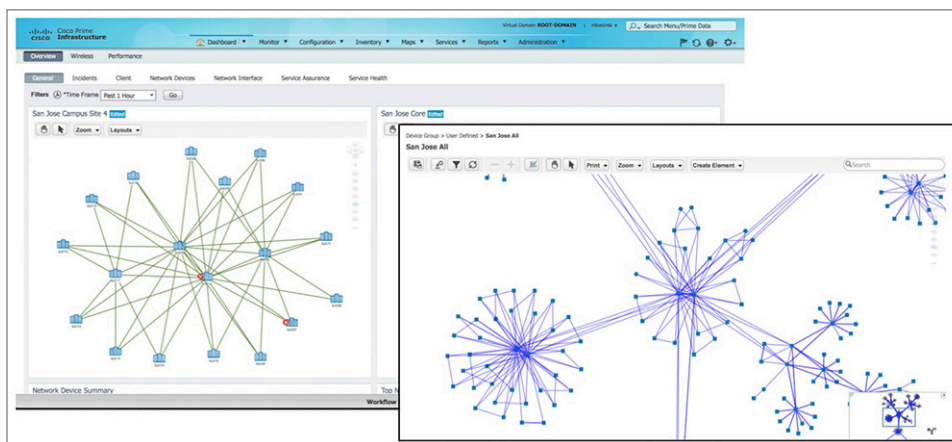 Virtual Domain ROOT-DOMAIN
Search Menu/Prime Data
cisco
Cisco Prime
Infrastructure
Dashboard
Monitor
Configuration
Inventory
Maps
Services
Reports
Administration
Overview
Wireless
Performance
General
Incidents
Client
Network Devices
Network Interface
Service Assurance
Service Health
Filters
*Time Frame
Past 1 Hour
Go
San Jose Campus Site 4
Edited
San Jose Core
Edited
Zoom
Layouts
Device Group > User Defined > San Jose All
San Jose All
Print
Zoom
Layouts
Create Element
Search
Network Device Summary
Top N
Workflow